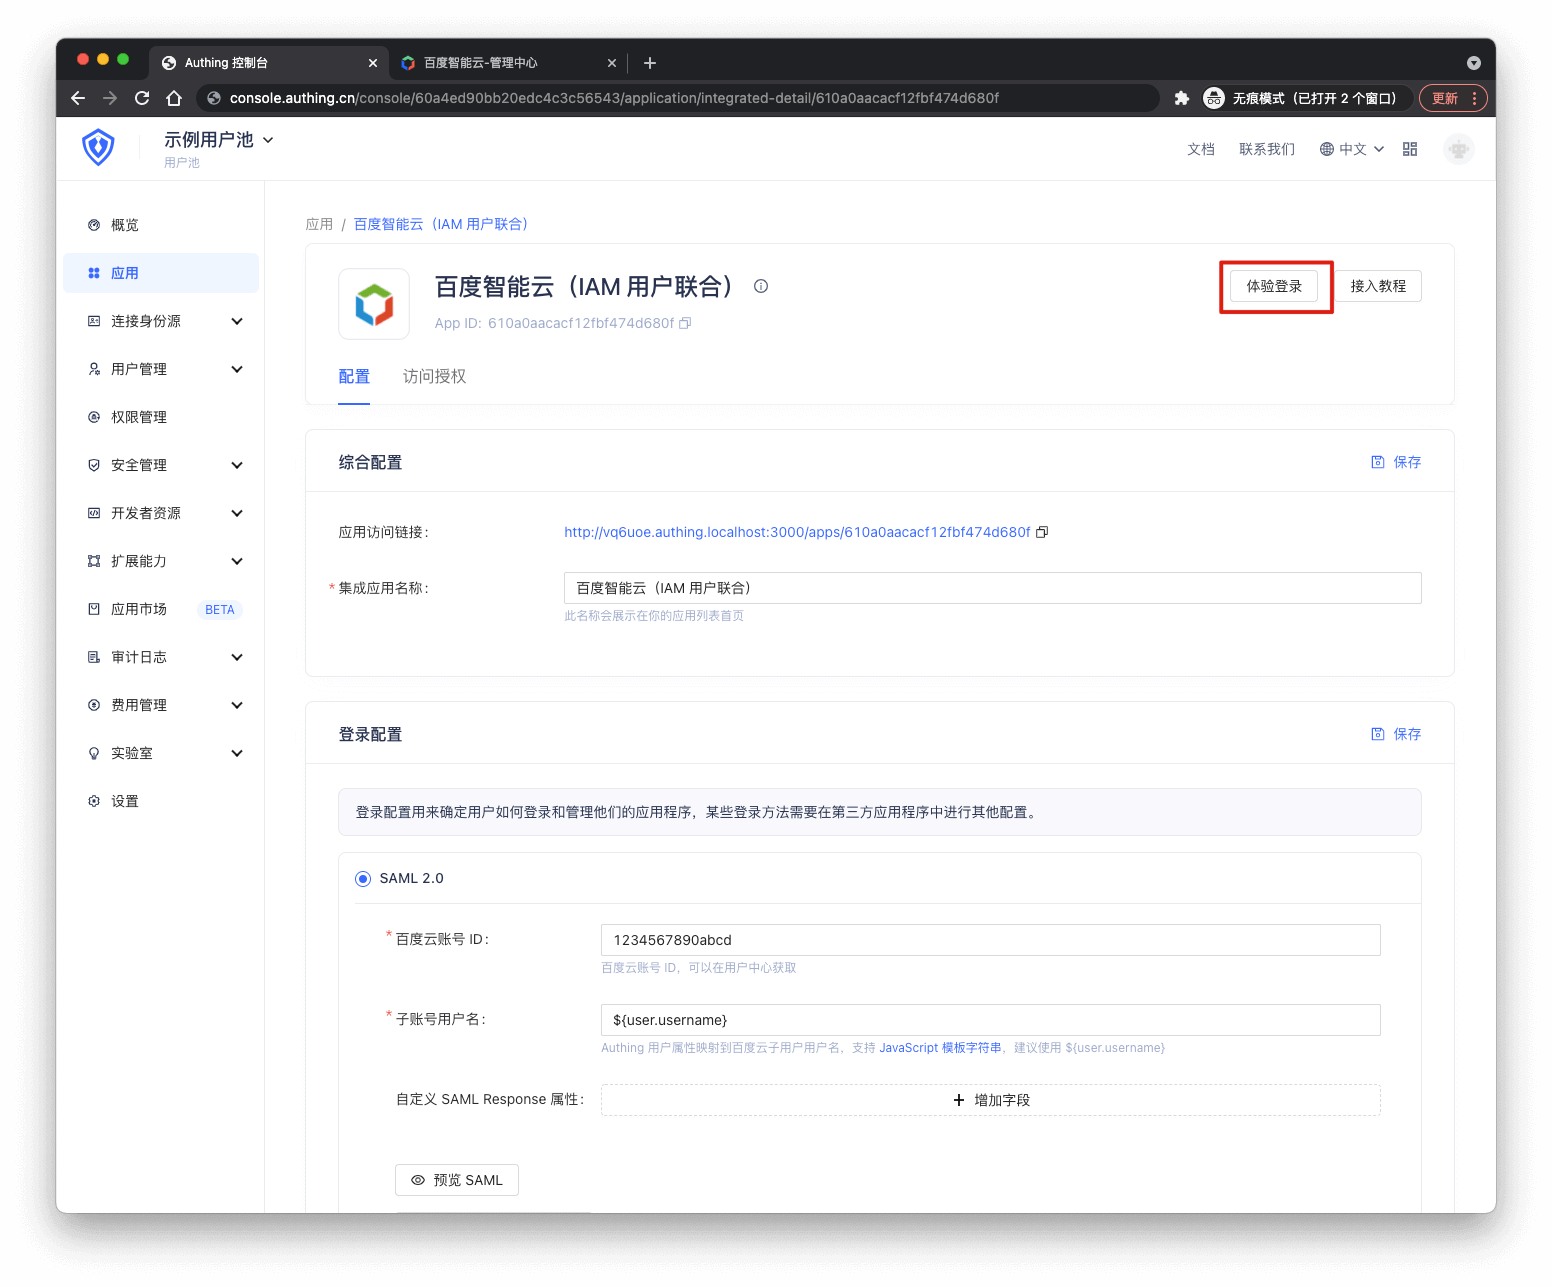 Authing 控制台
百度智能云-管理中心
console.authing.cn/console/60a4ed90bb20edc4c3c56543/application/integrated-detail/610a0aacacf12fbf474d680f
无痕模式（已打开 2 个窗口）
更新
示例用户池
用户池
文档
联系我们
中文
概览
应用
连接身份源
用户管理
权限管理
安全管理
开发者资源
扩展能力
应用市场 BETA
审计日志
费用管理
实验室
设置
应用 / 百度智能云（IAM 用户联合）
百度智能云（IAM 用户联合）
体验登录
接入教程
App ID: 610a0aacacf12fbf474d680f
配置
访问授权
综合配置
保存
应用访问链接：
http://vq6uoe.authing.localhost:3000/apps/610a0aacacf12fbf474d680f
* 集成应用名称：
百度智能云（IAM 用户联合）
此名称会展示在你的应用列表首页
登录配置
保存
登录配置用来确定用户如何登录和管理他们的应用程序，某些登录方法需要在第三方应用程序中进行其他配置。
SAML 2.0
* 百度云账号 ID：
1234567890abcd
百度云账号 ID，可以在用户中心获取
* 子账号用户名：
${user.username}
Authing 用户属性映射到百度云子用户用户名，支持 JavaScript 模板字符串，建议使用 ${user.username}
自定义 SAML Response 属性：
+ 增加字段
预览 SAML